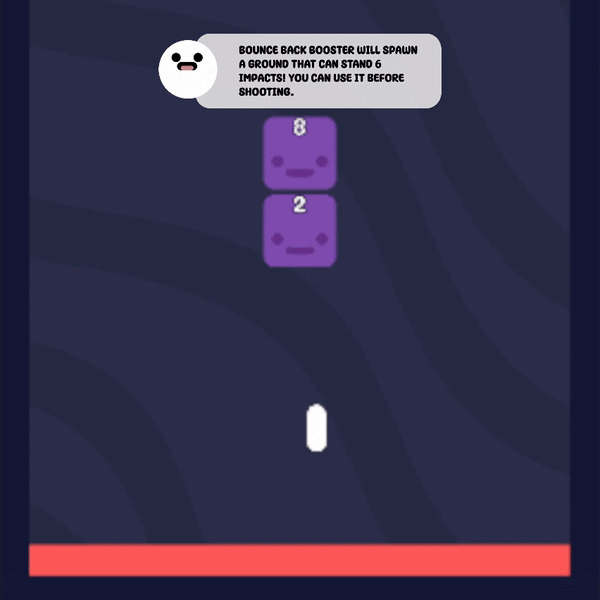 BOUNCE BACK BOOSTER WILL SPAWN
A GROUND THAT CAN STAND 6
IMPACTS! YOU CAN USE IT BEFORE
SHOOTING.
8
2